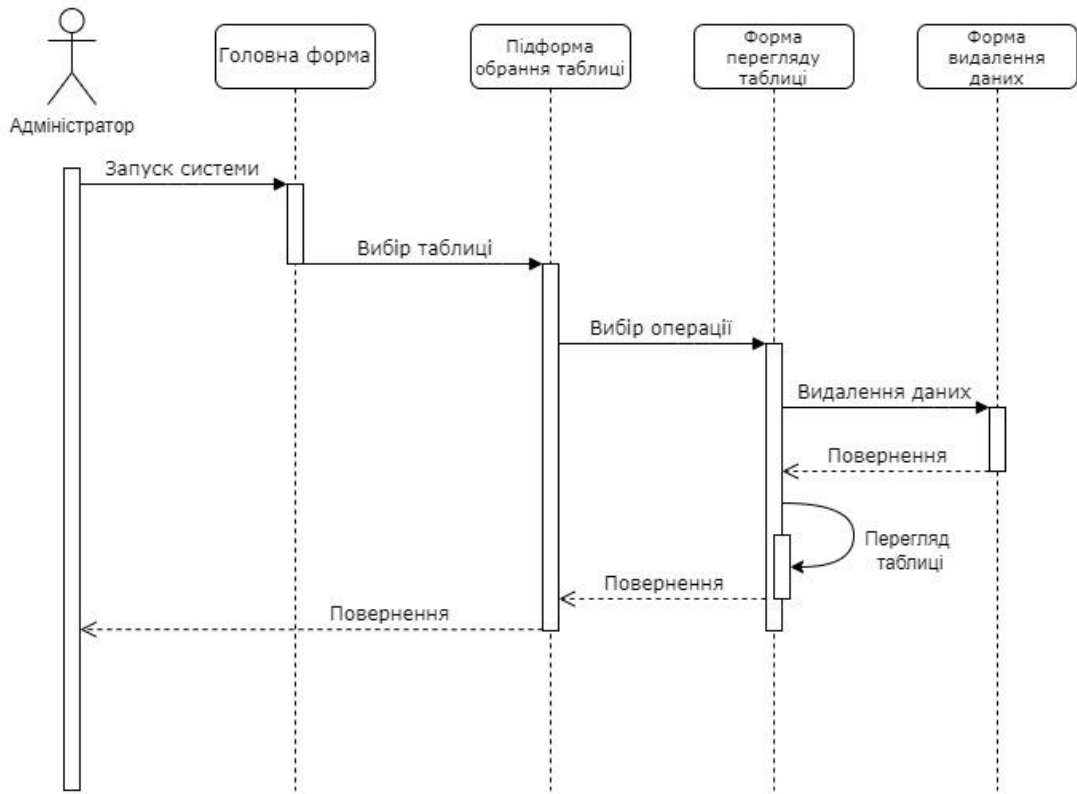 Адміністратор
Головна форма
Підформа
обрання таблиці
Форма
перегляду
таблиці
Форма
видалення
даних
Запуск системи
Вибір таблиці
Вибір операції
Видалення даних
Повернення
Перегляд
таблиці
Повернення
Повернення